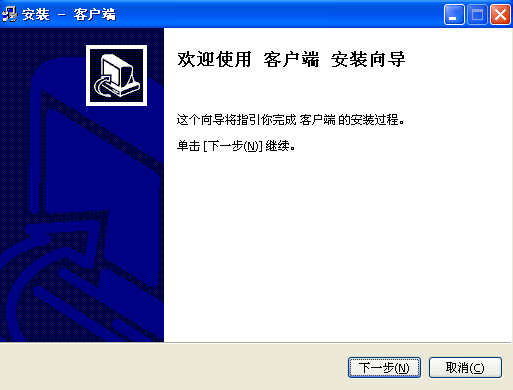 安装 - 客户端
欢迎使用 客户端 安装向导
这个向导将指引你完成 客户端 的安装过程。
单击 [下一步(N)] 继续。
下一步(N)
取消(C)